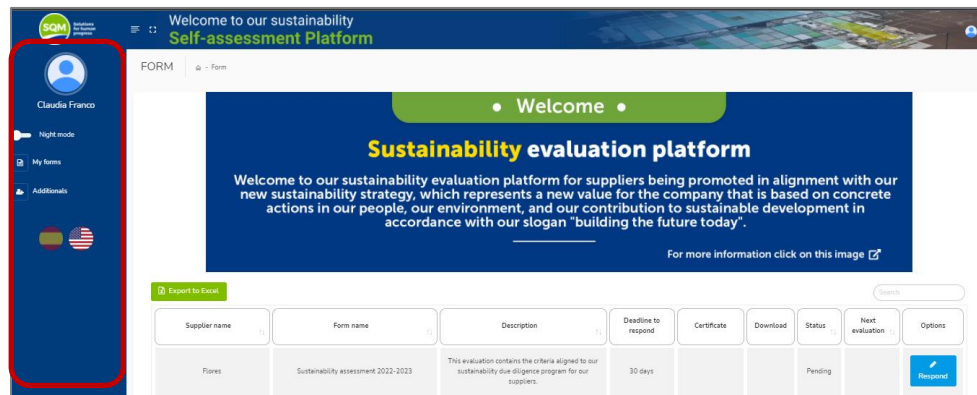 SQM Solutions
for human
progress
Welcome to our sustainability
Self-assessment Platform
Claudia Franco
Night mode
My forms
Additionals
FORM
- Form
• Welcome •
Sustainability evaluation platform
Welcome to our sustainability evaluation platform for suppliers being promoted in alignment with our
new sustainability strategy, which represents a new value for the company that is based on concrete
actions in our people, our environment, and our contribution to sustainable development in
accordance with our slogan "building the future today".
For more information click on this image
Export to Excel
Search
Supplier name
Form name
Description
Deadline to
respond
Certificate
Download
Status
Next
evaluation
Options
Flores
Sustainability assessment 2022-2023
This evaluation contains the criteria aligned to our
sustainability due diligence program for our
suppliers.
30 days
Pending
Respond